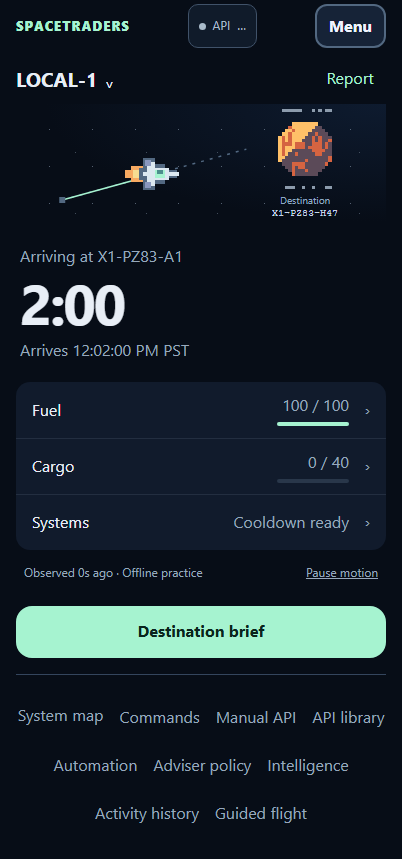 SPACETRADERS
API ...
Menu
LOCAL-1 v
Report
Destination
X1-PZ83-H47
Arriving at X1-PZ83-A1
2:00
Arrives 12:02:00 PM PST
Fuel 100 / 100 ›
Cargo 0 / 40 ›
Systems Cooldown ready ›
Observed 0s ago · Offline practice Pause motion
Destination brief
System map Commands Manual API API library
Automation Adviser policy Intelligence
Activity history Guided flight